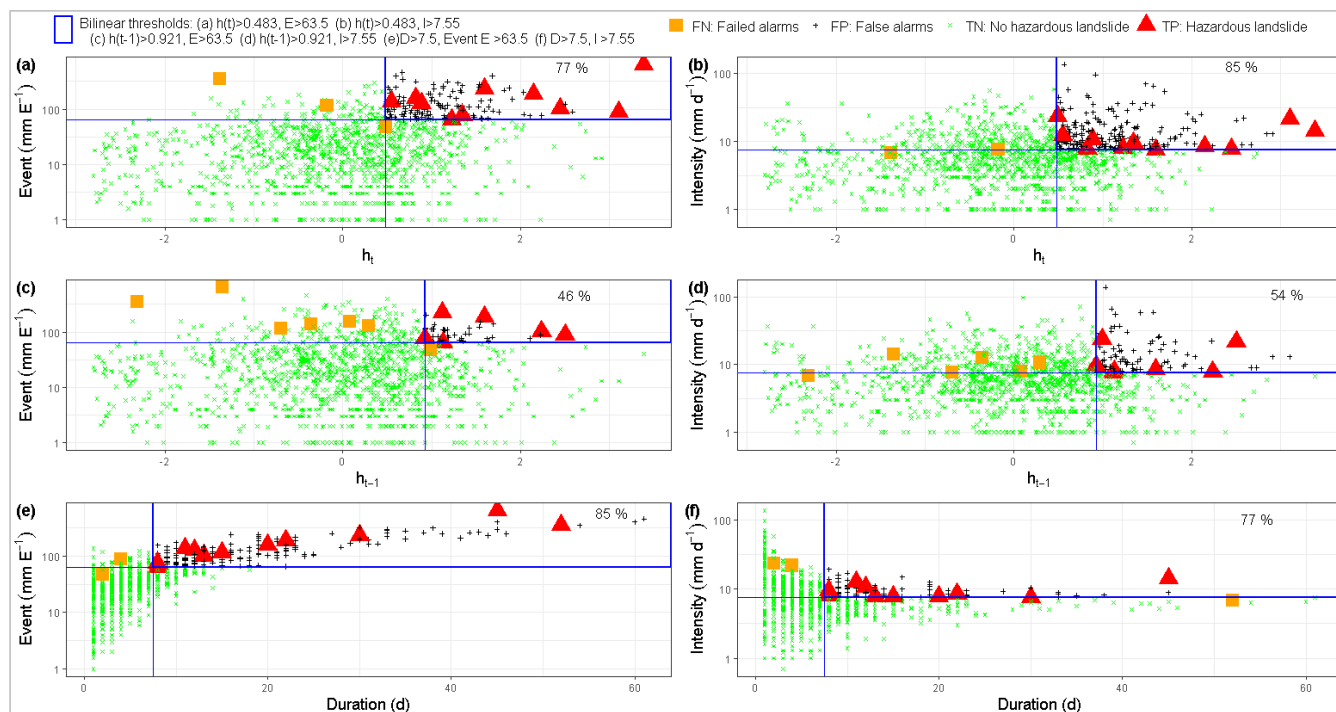 Bilinear thresholds: (a) h(t)>0.483, E>63.5 (b) h(t)>0.483, I>7.55
(c) h(t-1)>0.921, E>63.5 (d) h(t-1)>0.921, I>7.55 (e)D>7.5, Event E >63.5 (f) D>7.5, I >7.55
FN: Failed alarms + FP: False alarms × TN: No hazardous landslide TP: Hazardous landslide
(a)
77 %
Event (mm E⁻¹)
100
10
1
-2 0 2
hₜ
(b)
85 %
Intensity (mm d⁻¹)
100
10
1
-2 0 2
hₜ
(c)
46 %
Event (mm E⁻¹)
100
10
1
-2 0 2
hₜ₋₁
(d)
54 %
Intensity (mm d⁻¹)
100
10
1
-2 0 2
hₜ₋₁
(e)
85 %
Event (mm E⁻¹)
100
10
1
0 20 40 60
Duration (d)
(f)
77 %
Intensity (mm d⁻¹)
100
10
1
0 20 40 60
Duration (d)